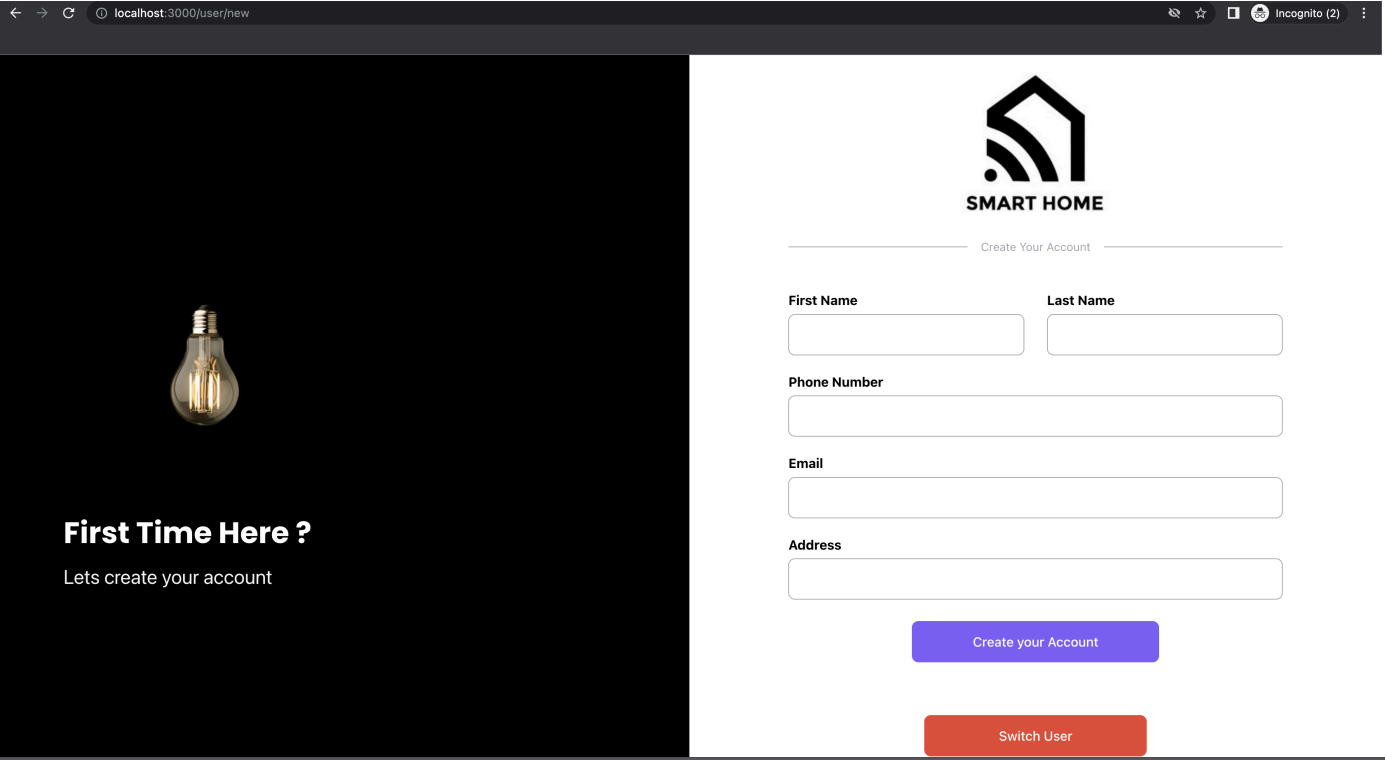 localhost:3000/user/new
Incognito (2)
SMART HOME
Create Your Account
First Name Last Name
Phone Number
Email
Address
Create your Account
Switch User
First Time Here ?
Lets create your account